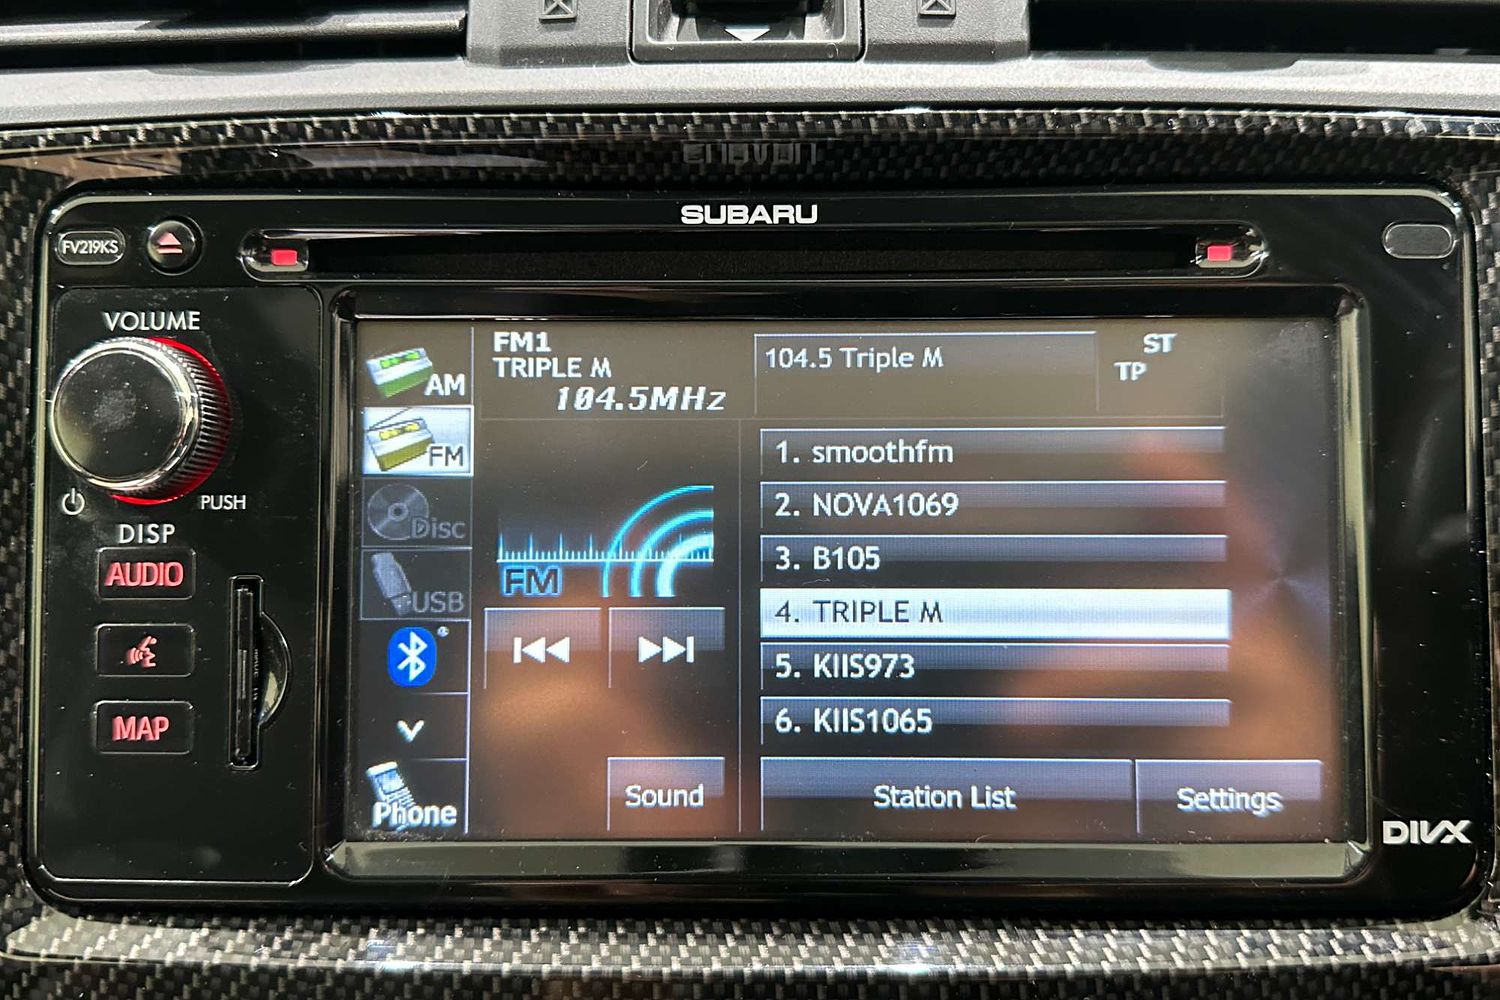 SUBARU
FV219KS
VOLUME
PUSH
DISP
AUDIO
MAP
AM
FM
Disc
USB
Phone
FM1
TRIPLE M
104.5MHz
104.5 Triple M
ST
TP
FM
1. smoothfm
2. NOVA1069
3. B105
4. TRIPLE M
5. KIIS973
6. KIIS1065
Sound
Station List
Settings
DIVX